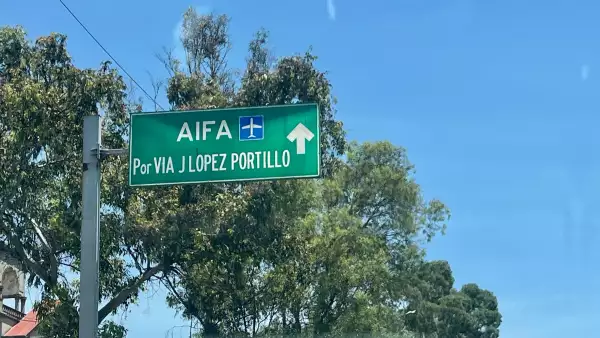 AIFA
Por VIA J LOPEZ PORTILLO